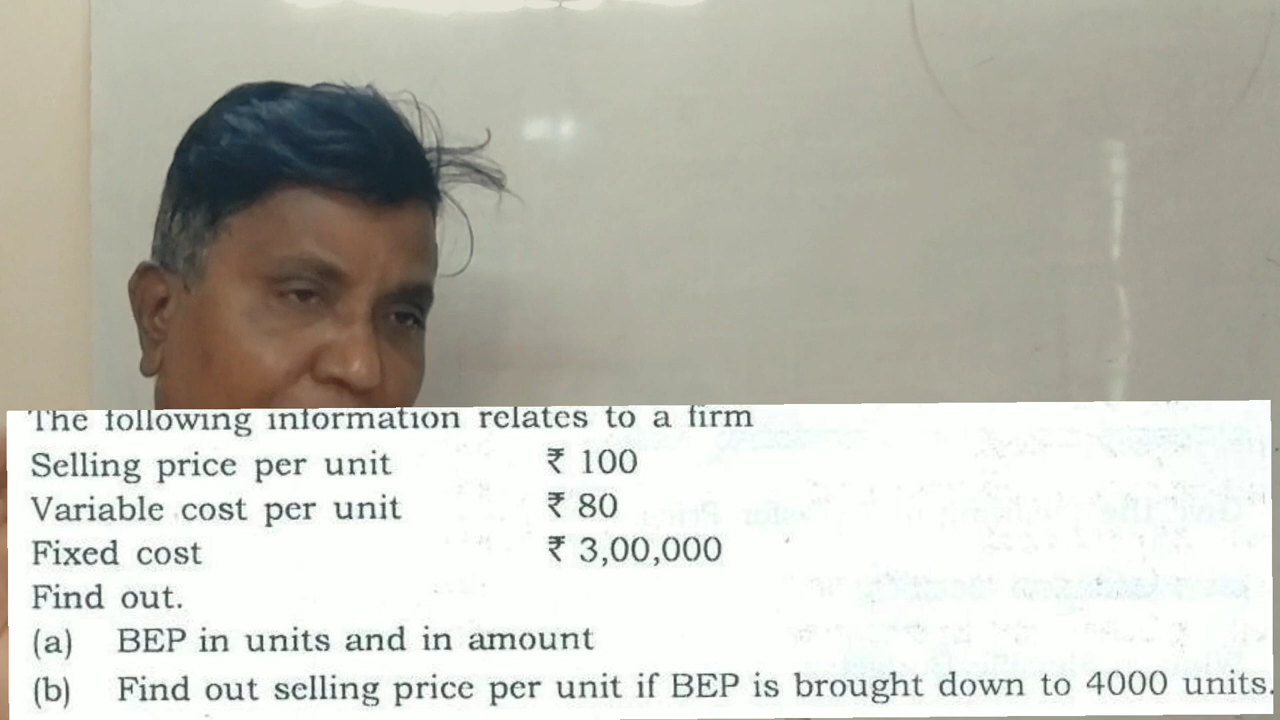 The following information relates to a firm
Selling price per unit ₹ 100
Variable cost per unit ₹ 80
Fixed cost ₹ 3,00,000
Find out.
(a) BEP in units and in amount
(b) Find out selling price per unit if BEP is brought down to 4000 units.